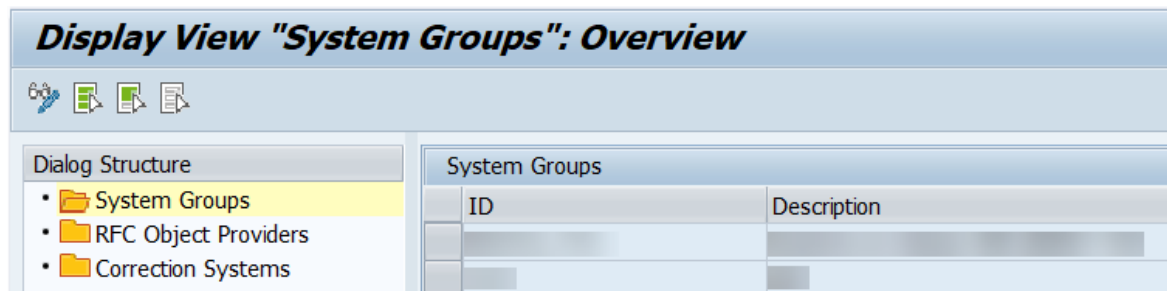 Display View "System Groups": Overview
Dialog Structure
System Groups
RFC Object Providers
Correction Systems
System Groups
ID Description